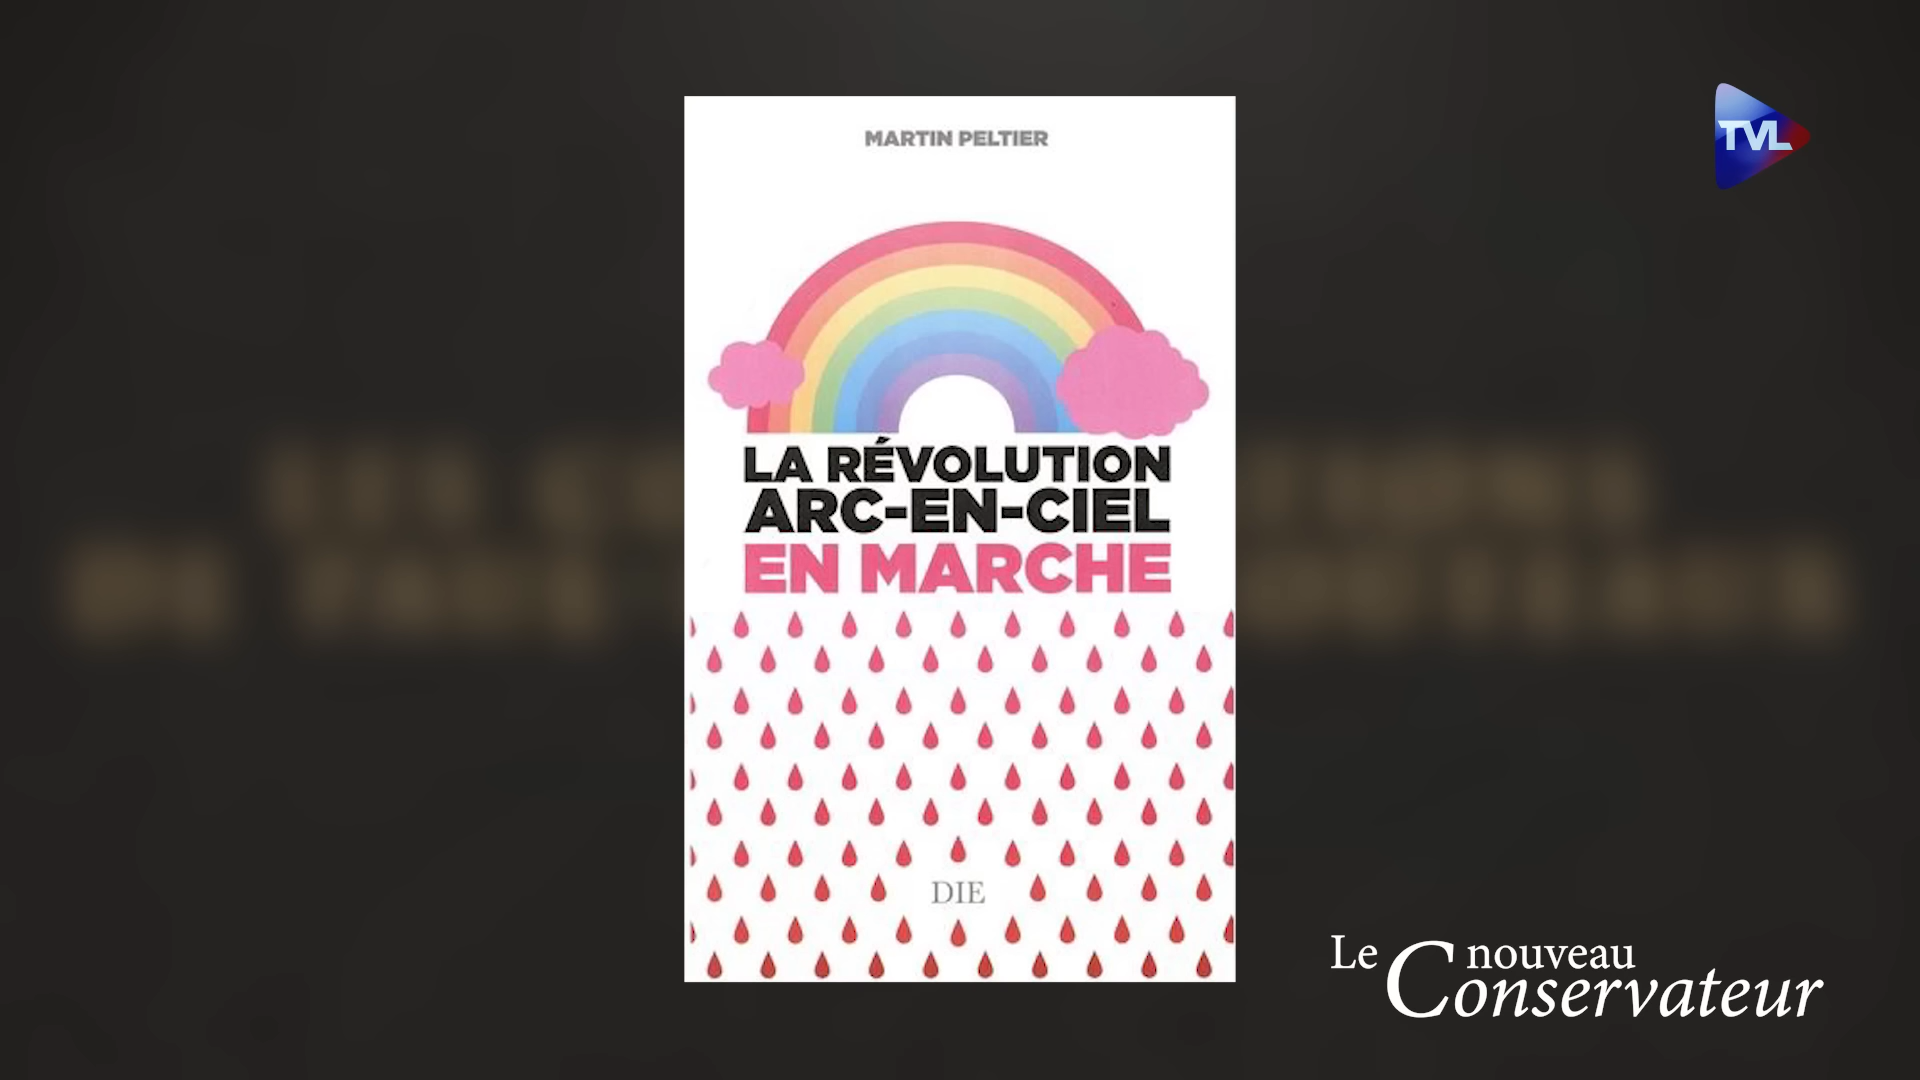 MARTIN PELTIER
TVL
LA RÉVOLUTION
ARC-EN-CIEL
EN MARCHE
DIE
Le nouveau
Conservateur